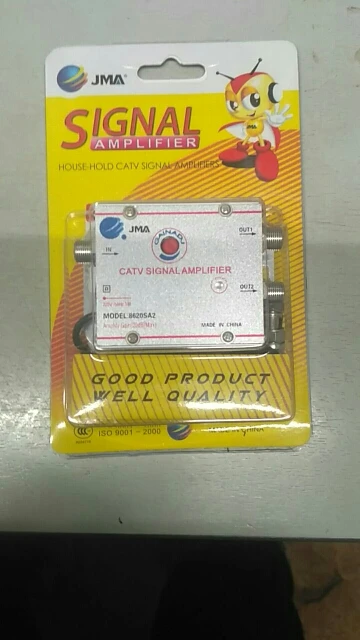 JMA
SIGNAL
AMPLIFIER
HOUSE-HOLD CATV SIGNAL AMPLIFIERS
JMA
GAINADJ
OUT1
IN
CATV SIGNAL AMPLIFIER
OUT2
MODEL 8620SA2
MADE IN CHINA
GOOD PRODUCT
WELL QUALITY
CCC
ISO 9001-2000